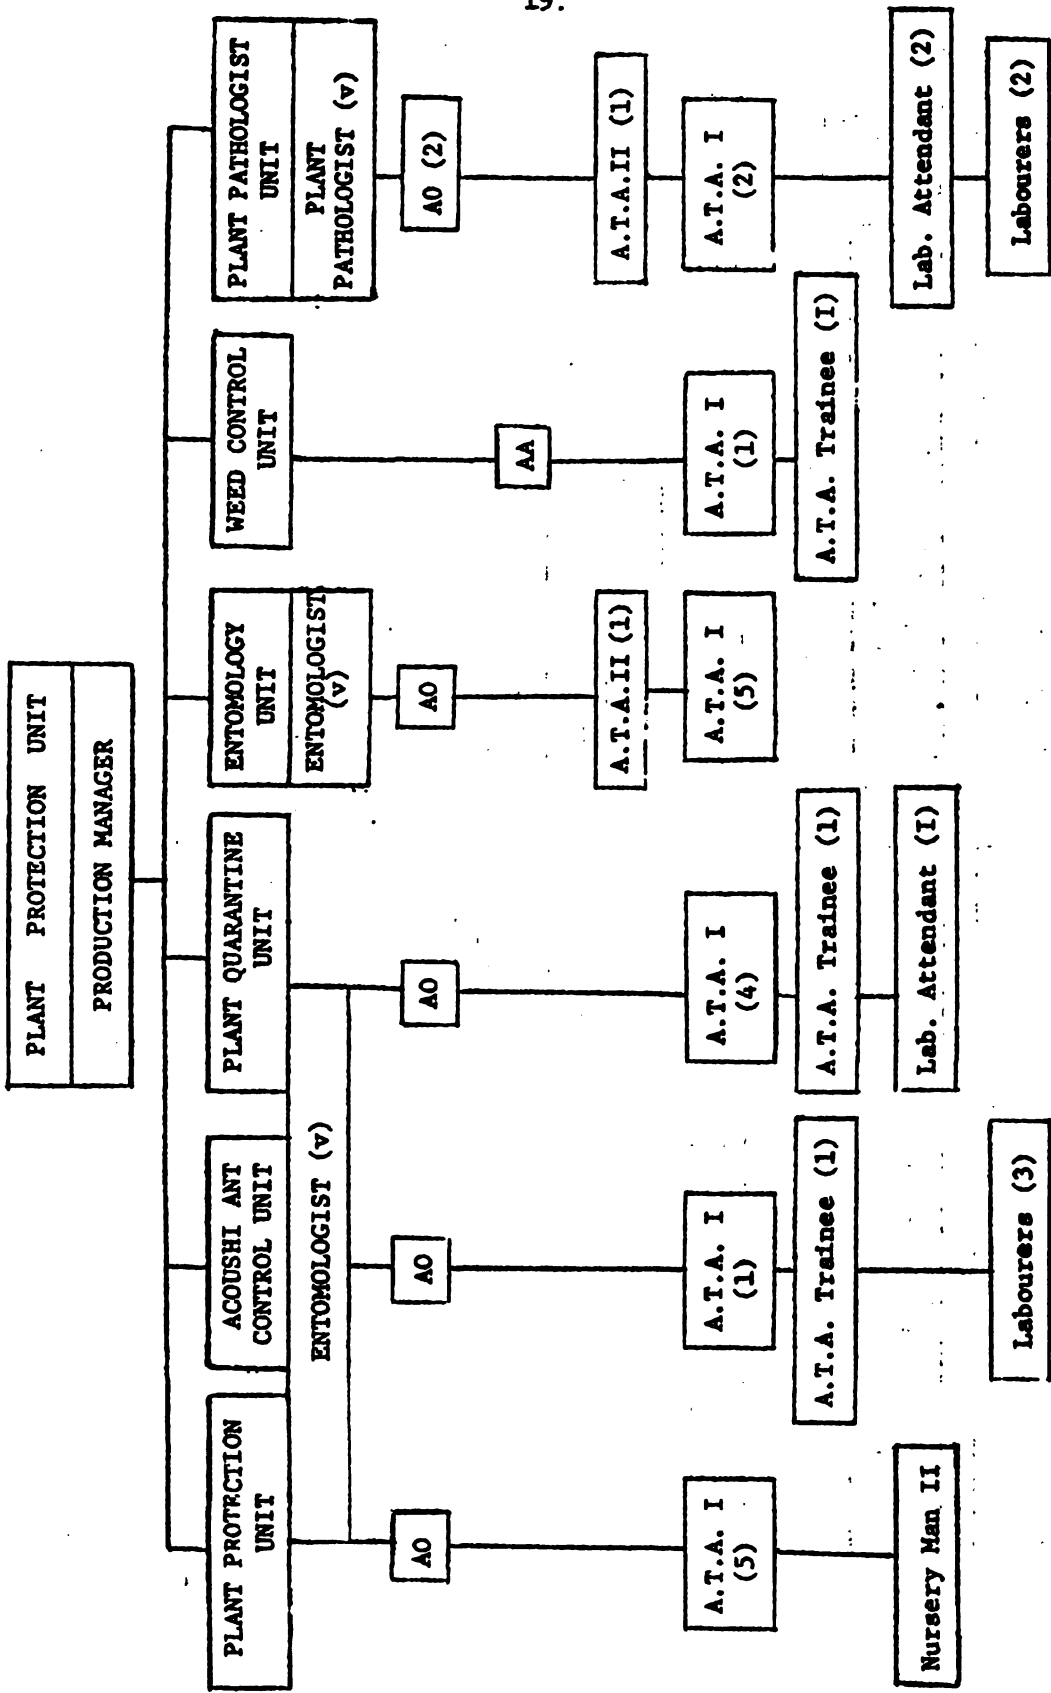 19.
PLANT PROTECTION UNIT
PRODUCTION MANAGER
PLANT PROTECTION
UNIT
ACOUSHI ANT
CONTROL UNIT
PLANT QUARANTINE
UNIT
ENTOMOLOGY
UNIT
WEED CONTROL
UNIT
PLANT PATHOLOGIST
UNIT
ENTOMOLOGIST (v)
ENTOMOLOGIST
(v)
PLANT
PATHOLOGIST (v)
AO
AO
AO
AO
AO (2)
AA
A.T.A.II (1)
A.T.A.II (1)
A.T.A. I
(5)
A.T.A. I
(1)
A.T.A. I
(4)
A.T.A. I
(5)
A.T.A. I
(1)
A.T.A. I
(2)
A.T.A. Trainee (1)
A.T.A. Trainee (1)
A.T.A. Trainee (I)
Nursery Man II
Lab. Attendant (I)
Lab. Attendant (2)
Labourers (3)
Labourers (2)